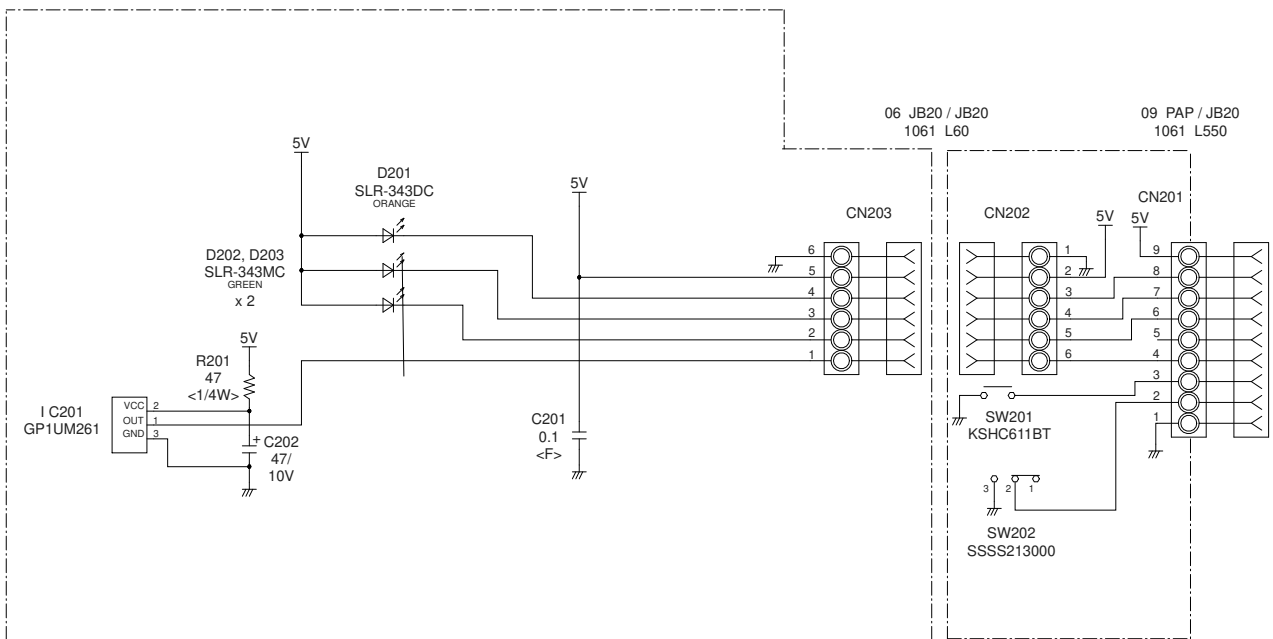 06 JB20 / JB20
1061 L60
09 PAP / JB20
1061 L550
5V
D201
SLR-343DC
ORANGE
5V
CN203
CN202
CN201
5V
5V
D202, D203
SLR-343MC
GREEN
x 2
6
5
4
3
2
1
1
2
3
4
5
6
9
8
7
6
5
4
3
2
1
5V
R201
47
<1/4W>
I C201
GP1UM261
VCC
OUT
GND
2
1
3
+
C202
47/
10V
C201
0.1
<F>
SW201
KSHC611BT
3
2
1
SW202
SSSS213000